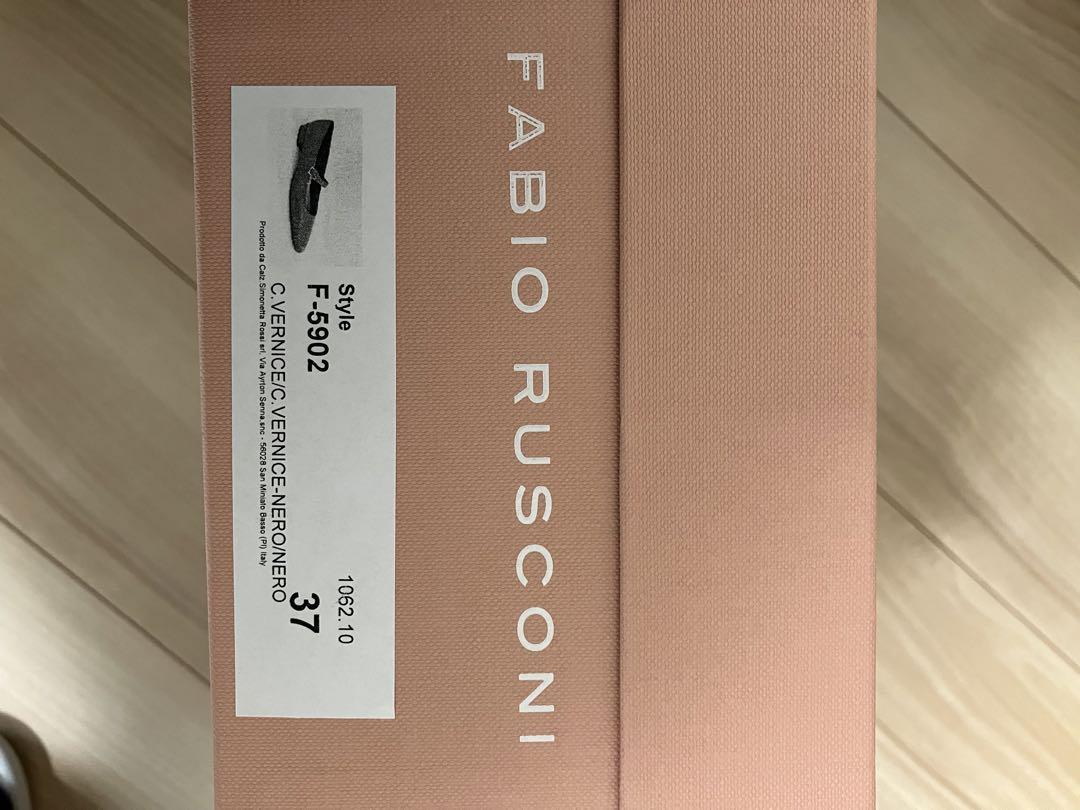 FABIO RUSCONI
Style
1062.10
F-5902
37
C.VERNICE/C.VERNICE-NERO/NERO
Prodotto da Calz. Simonetta Rossi srl, Via Ayrton Senna,snc - 56028 San Miniato Basso (PI) Italy